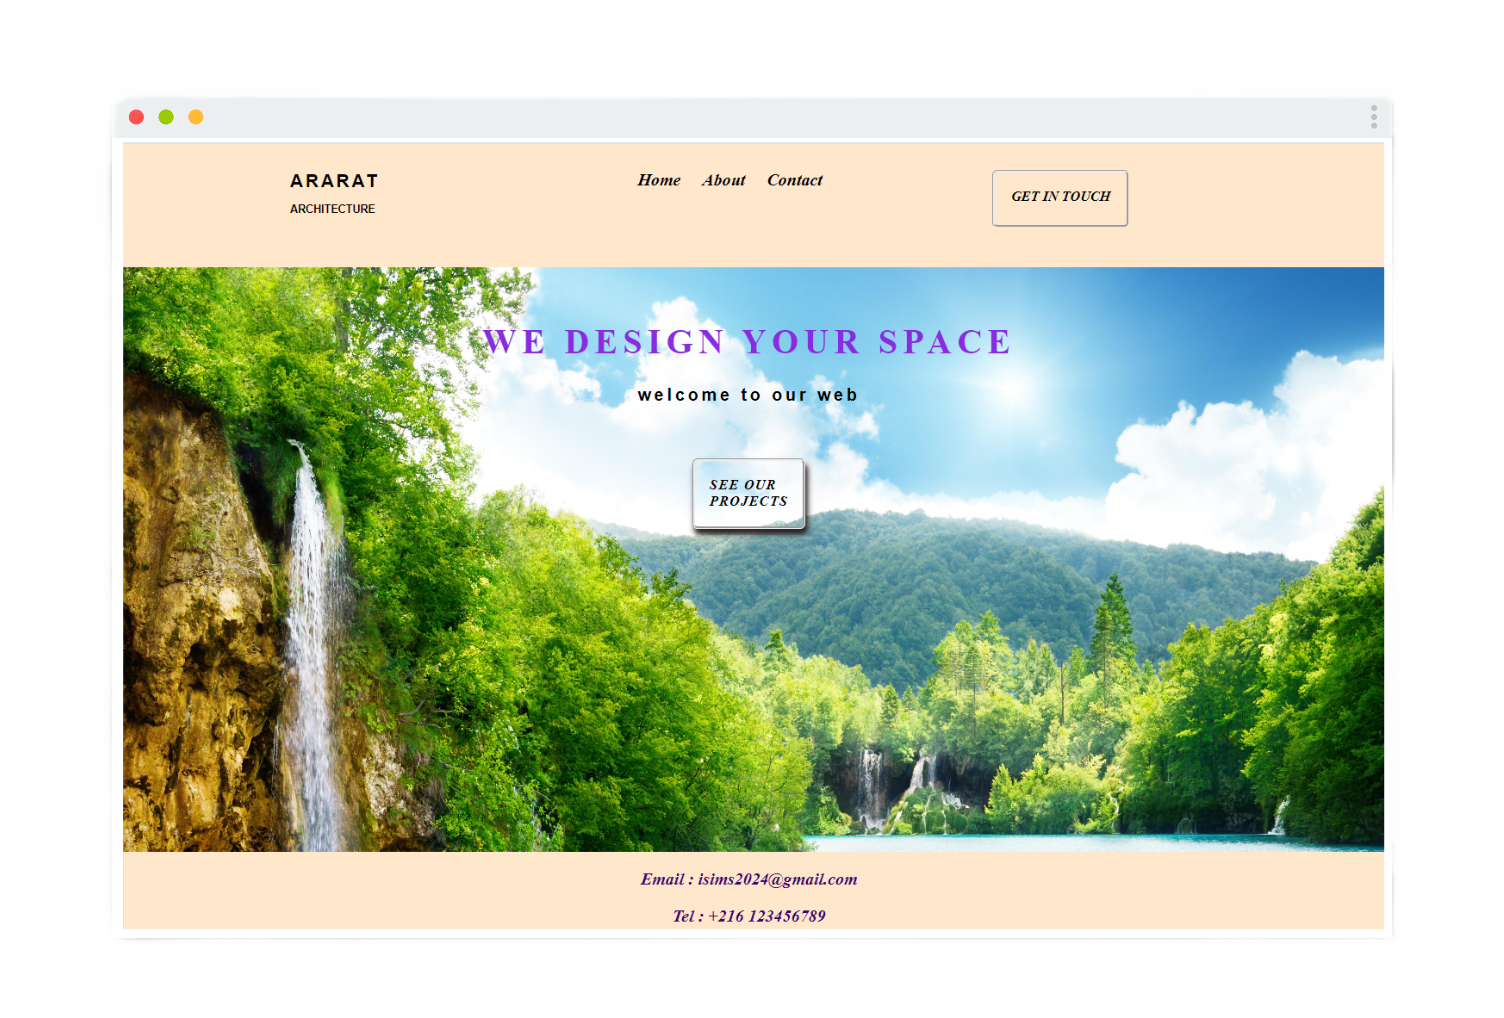 ARARAT
ARCHITECTURE
Home About Contact
GET IN TOUCH
WE DESIGN YOUR SPACE
welcome to our web
SEE OUR
PROJECTS
Email : isims2024@gmail.com
Tel : +216 123456789